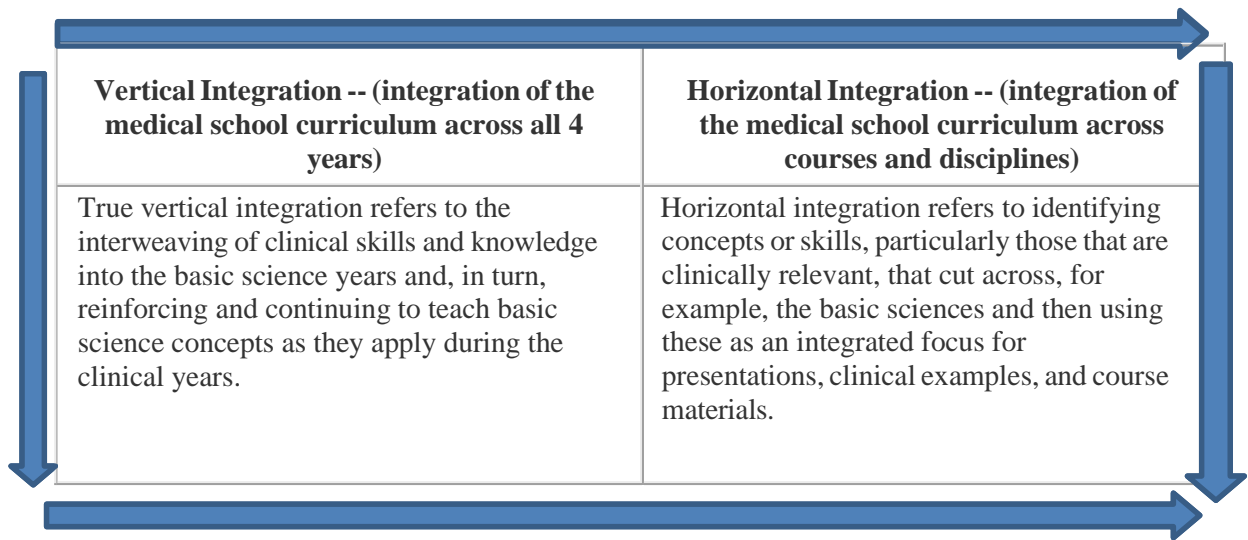 Vertical Integration -- (integration of the
medical school curriculum across all 4
years)
Horizontal Integration -- (integration of
the medical school curriculum across
courses and disciplines)
True vertical integration refers to the
interweaving of clinical skills and knowledge
into the basic science years and, in turn,
reinforcing and continuing to teach basic
science concepts as they apply during the
clinical years.
Horizontal integration refers to identifying
concepts or skills, particularly those that are
clinically relevant, that cut across, for
example, the basic sciences and then using
these as an integrated focus for
presentations, clinical examples, and course
materials.